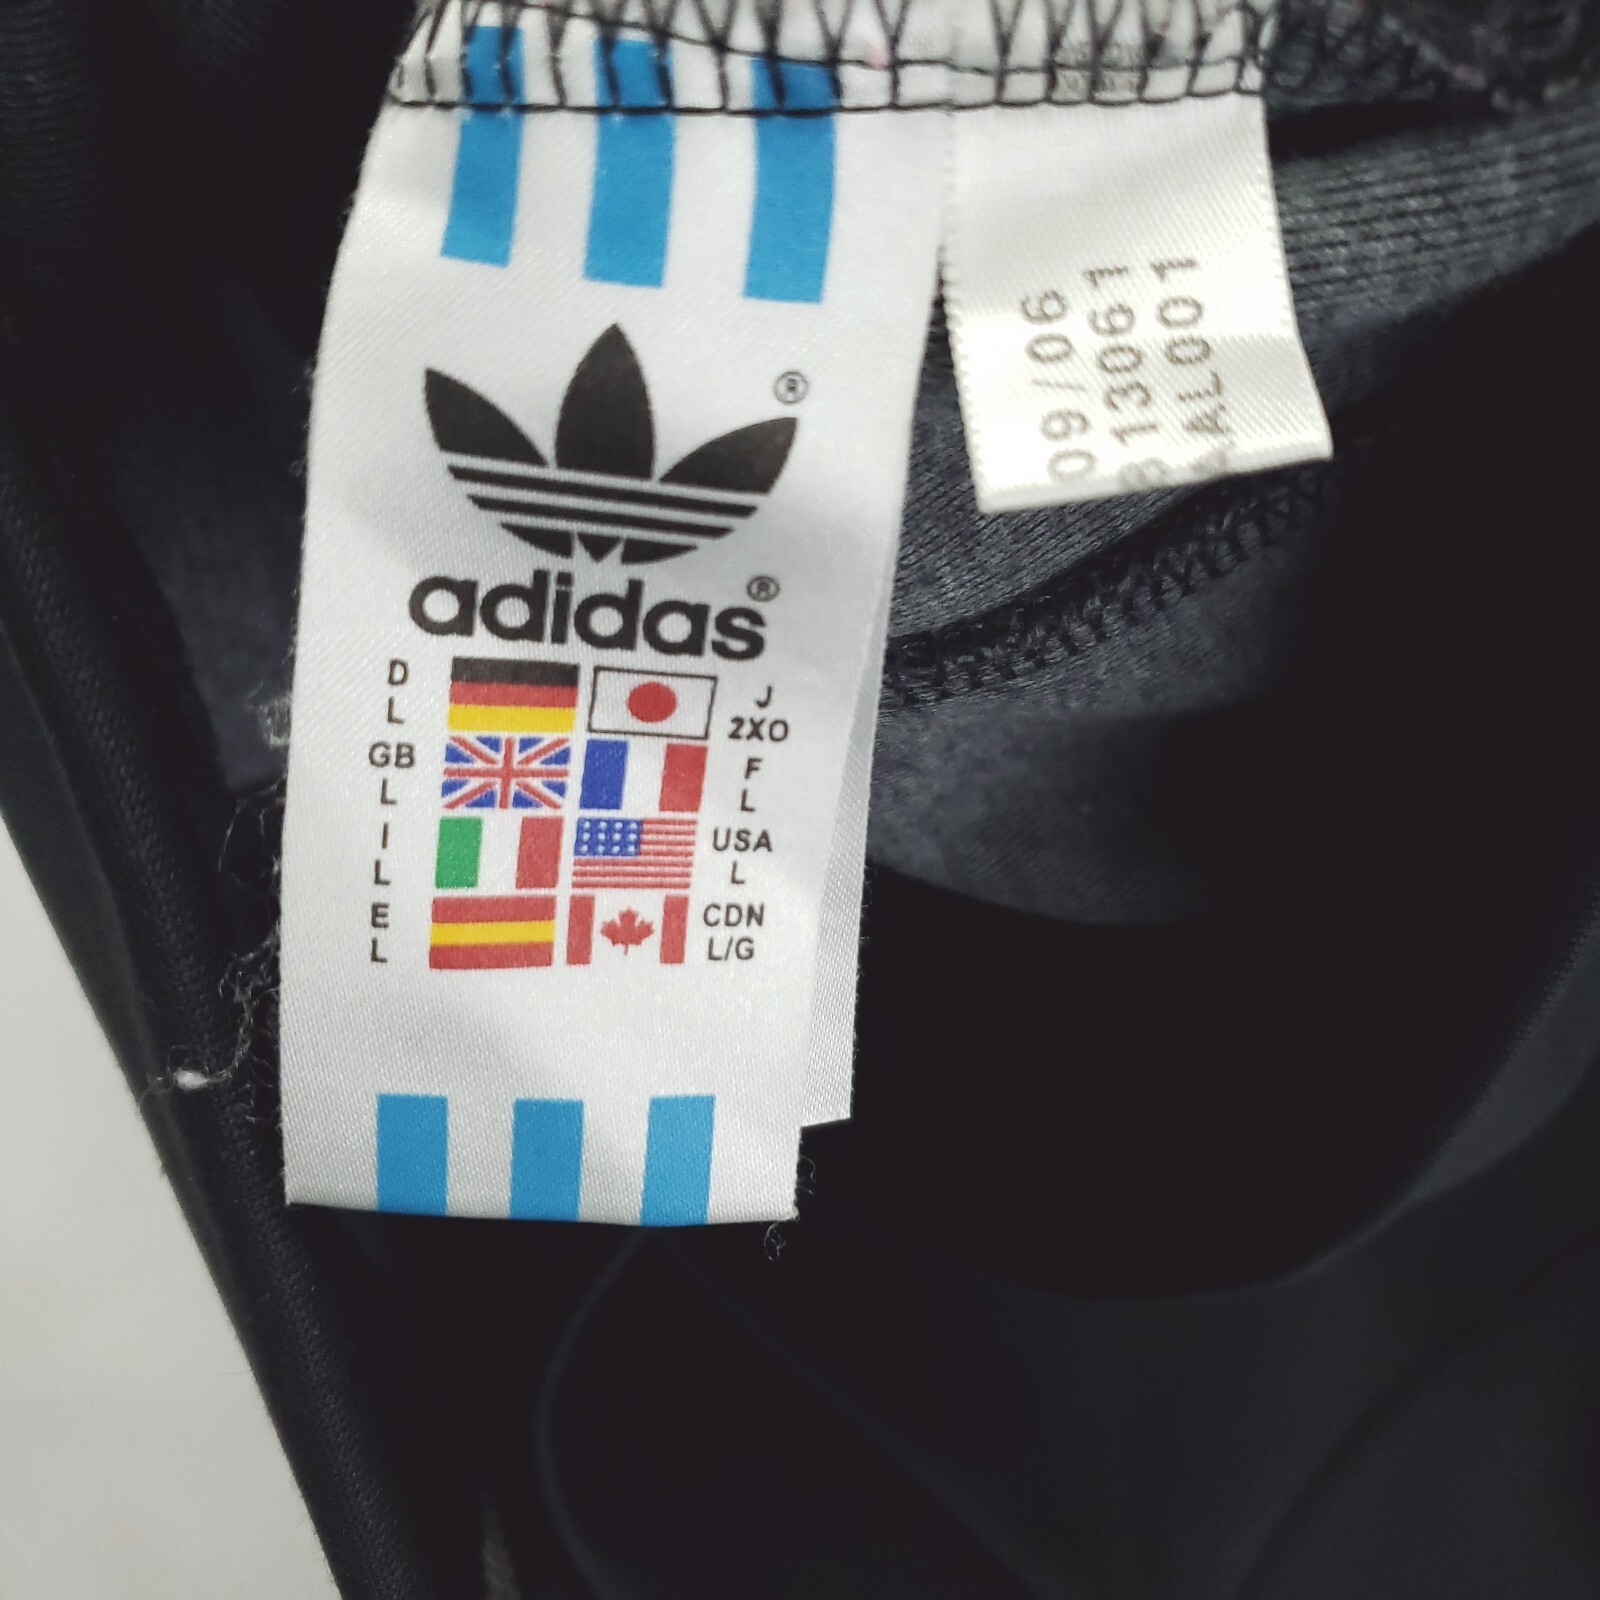 ®
adidas®
D
L
J
2XO
GB
L
F
L
I
L
USA
L
E
L
CDN
L/G
09/06
13061
AL001